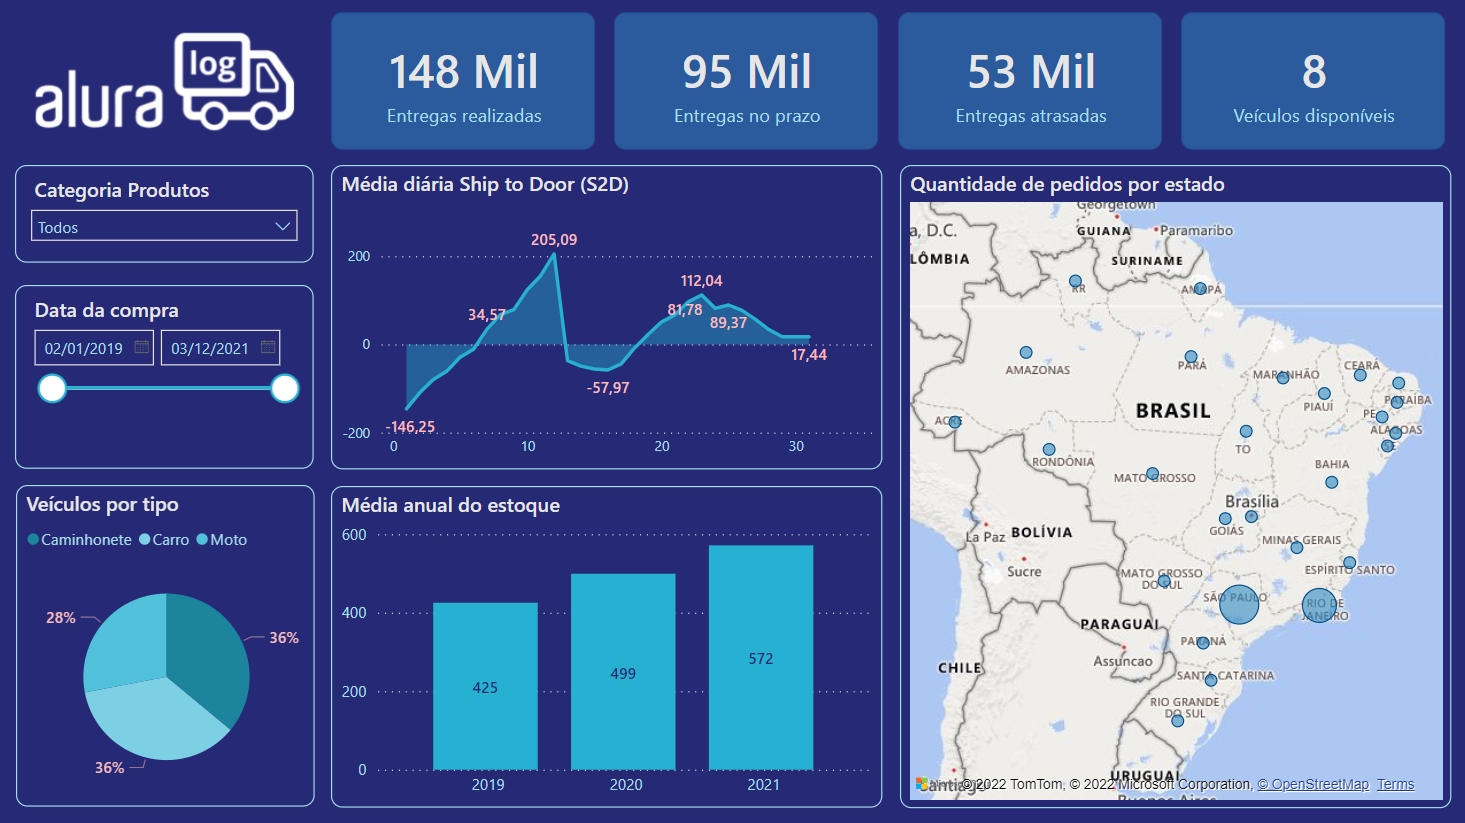 alura
log
148 Mil
Entregas realizadas
95 Mil
Entregas no prazo
53 Mil
Entregas atrasadas
8
Veículos disponíveis
Categoria Produtos
Todos
Data da compra
02/01/2019
03/12/2021
Veículos por tipo
Caminhonete Carro Moto
28%
36%
36%
Média diária Ship to Door (S2D)
205,09
200
112,04
34,57
81,78
89,37
0
17,44
-57,97
-146,25
-200
0 10 20 30
Média anual do estoque
600
400
200
0
425
499
572
2019 2020 2021
Quantidade de pedidos por estado
Georgetown
a, D.C.
GUIANA
Paramaribo
LÔMBIA
SURINAME
RR
AMAPÁ
AMAZONAS
PARÁ
MARANHÃO
CEARÁ
PIAUÍ
PARAÍBA
BRASIL
PE
ACRE
ALAGOAS
TO
SE
RONDÔNIA
MATO GROSSO
BAHIA
Brasília
GOIÁS
La Paz
BOLÍVIA
MINAS GERAIS
Sucre
MATO GROSSO
DO SUL
ESPÍRITO SANTO
SÃO PAULO
RIO DE
JANEIRO
PARAGUAI
PARANÁ
Assuncao
CHILE
SANTA CATARINA
RIO GRANDE
DO SUL
URUGUAI
Santiago
© 2022 TomTom, © 2022 Microsoft Corporation, © OpenStreetMap Terms
Buenos Aires